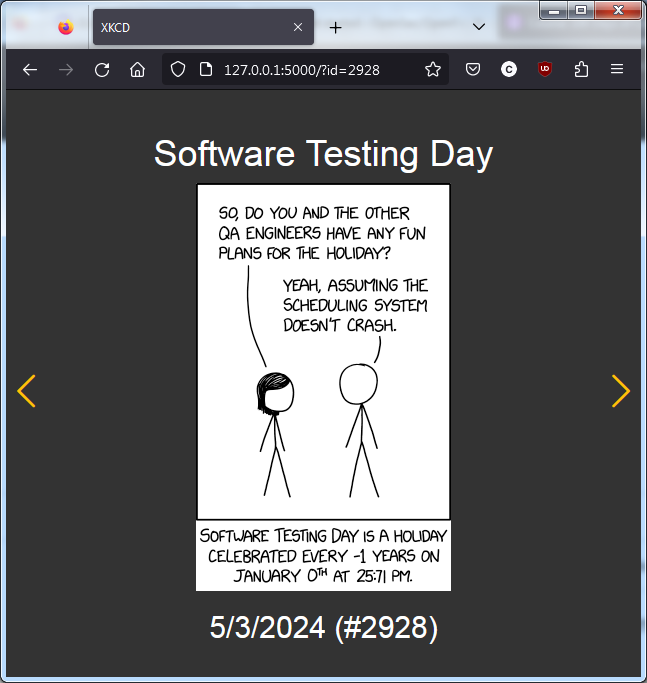 XKCD
127.0.0.1:5000/?id=2928
C
UD
Software Testing Day
SO, DO YOU AND THE OTHER
QA ENGINEERS HAVE ANY FUN
PLANS FOR THE HOLIDAY?
YEAH, ASSUMING THE
SCHEDULING SYSTEM
DOESN'T CRASH.
SOFTWARE TESTING DAY IS A HOLIDAY
CELEBRATED EVERY -1 YEARS ON
JANUARY 0TH AT 25:71 PM.
5/3/2024 (#2928)